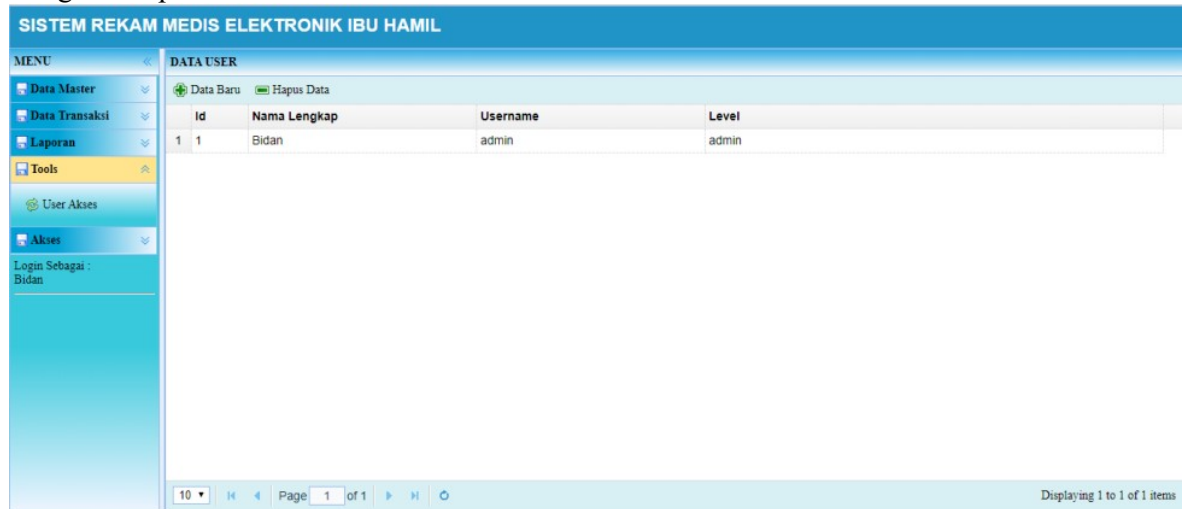 SISTEM REKAM MEDIS ELEKTRONIK IBU HAMIL
MENU
Data Master
Data Transaksi
Laporan
Tools
User Akses
Akses
Login Sebagai :
Bidan
DATA USER
Data Baru Hapus Data
Id Nama Lengkap Username Level
1 1 Bidan admin admin
10 Page 1 of 1 Displaying 1 to 1 of 1 items